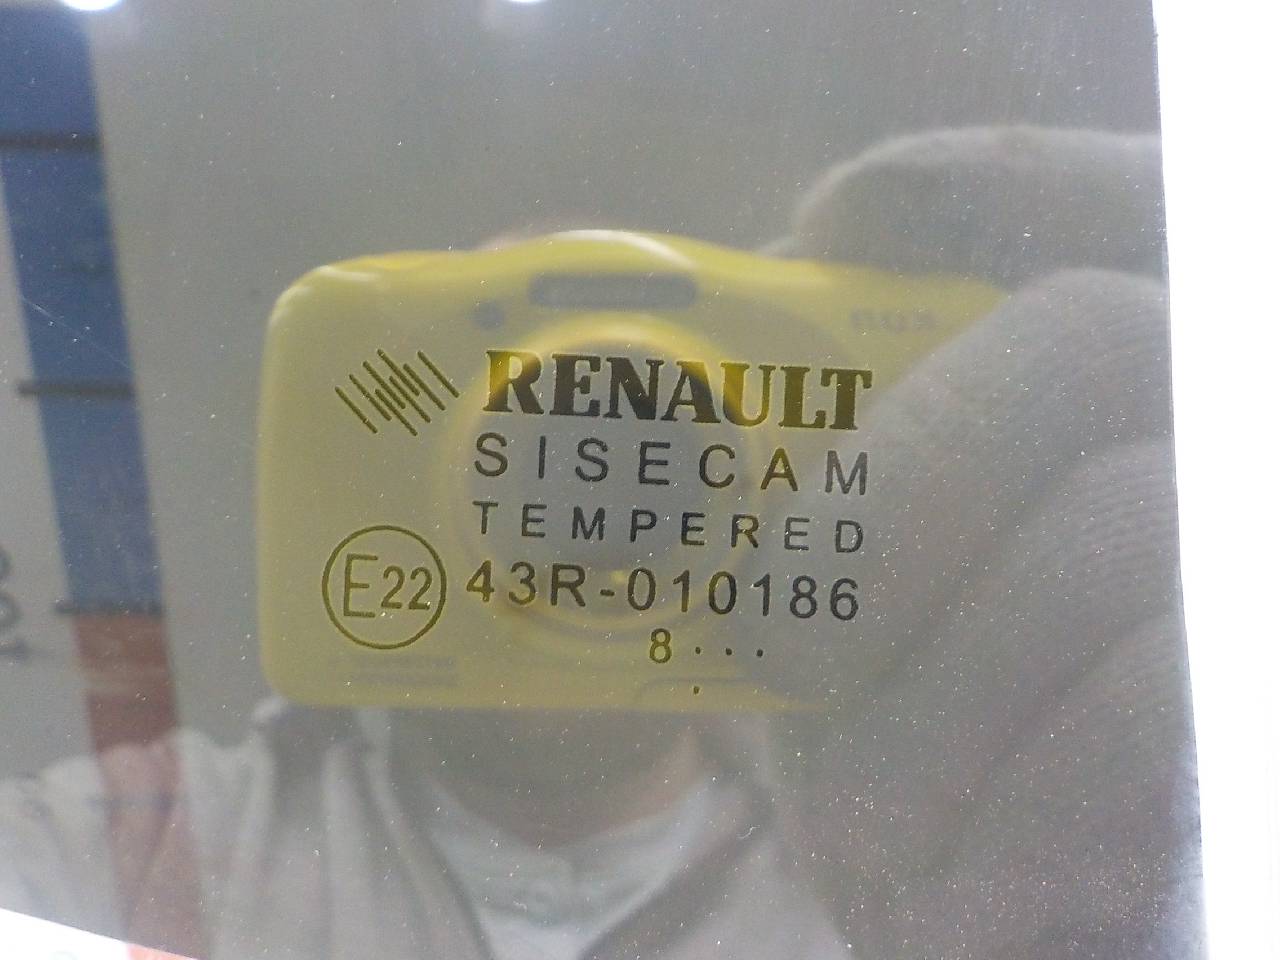 RENAULT
SISECAM
TEMPERED
E22 43R-010186
8 . . .
.